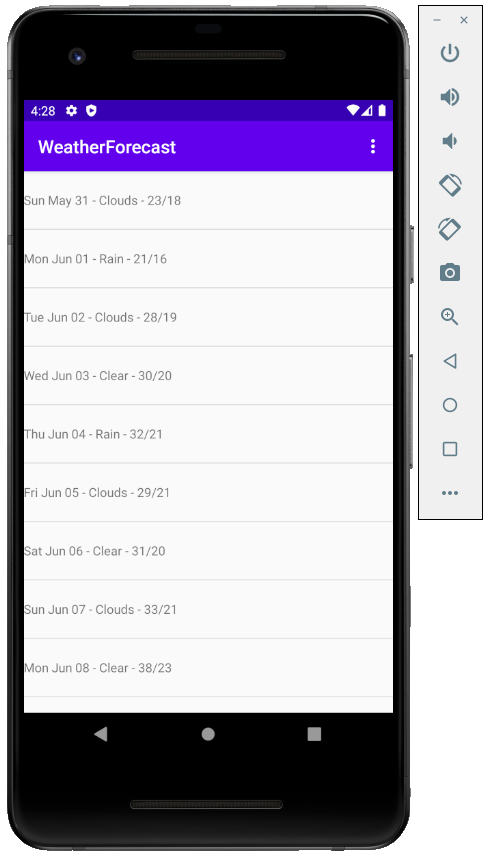 4:28
WeatherForecast
Sun May 31 - Clouds - 23/18
Mon Jun 01 - Rain - 21/16
Tue Jun 02 - Clouds - 28/19
Wed Jun 03 - Clear - 30/20
Thu Jun 04 - Rain - 32/21
Fri Jun 05 - Clouds - 29/21
Sat Jun 06 - Clear - 31/20
Sun Jun 07 - Clouds - 33/21
Mon Jun 08 - Clear - 38/23